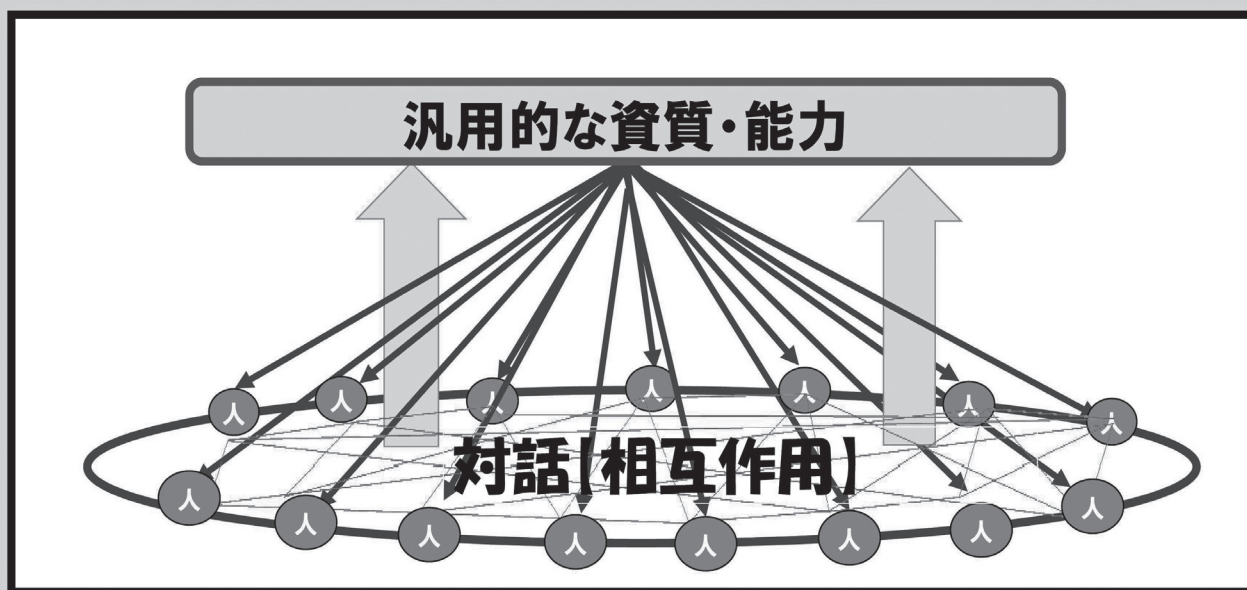 汎用的な資質・能力
人 人 人 人 人 人 人
対話【相互作用】
人 人 人 人 人 人 人 人